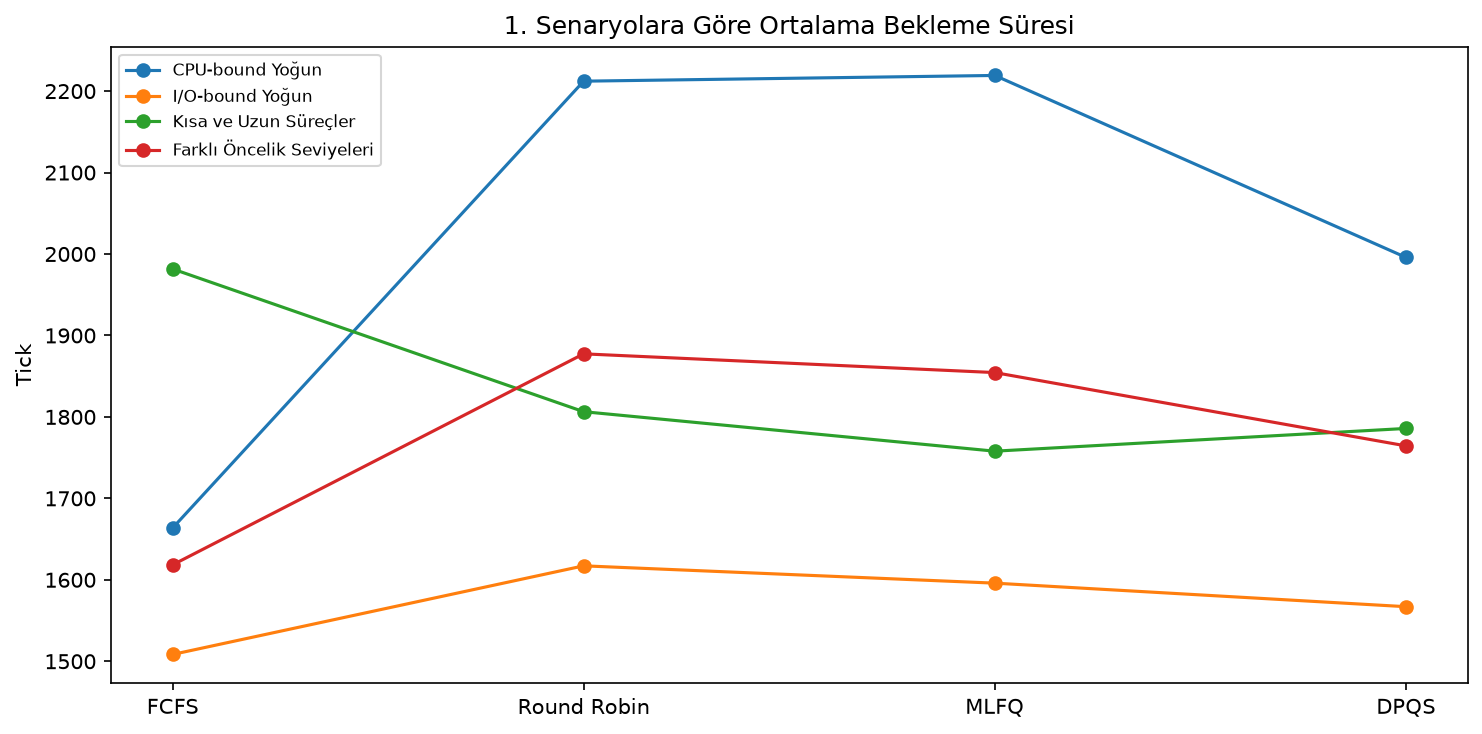 1. Senaryolara Göre Ortalama Bekleme Süresi
CPU-bound Yoğun
I/O-bound Yoğun
Kısa ve Uzun Süreçler
Farklı Öncelik Seviyeleri
Tick
2200
2100
2000
1900
1800
1700
1600
1500
FCFS
Round Robin
MLFQ
DPQS